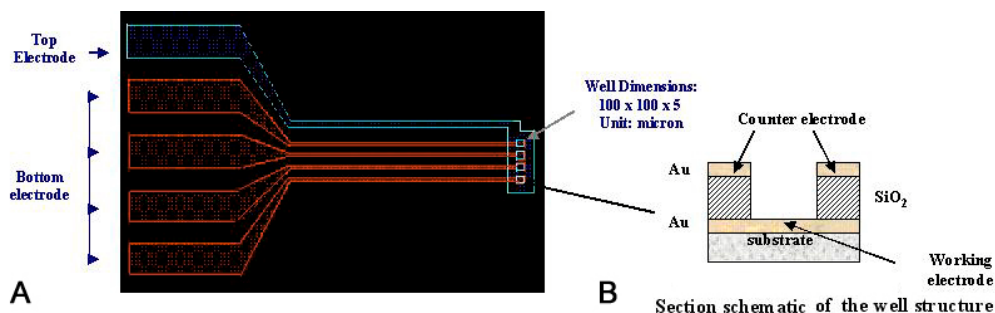 Top
Electrode
Bottom
electrode
A
Well Dimensions:
100 x 100 x 5
Unit: micron
Counter electrode
Au
SiO2
Au
substrate
Working
electrode
B
Section schematic of the well structure